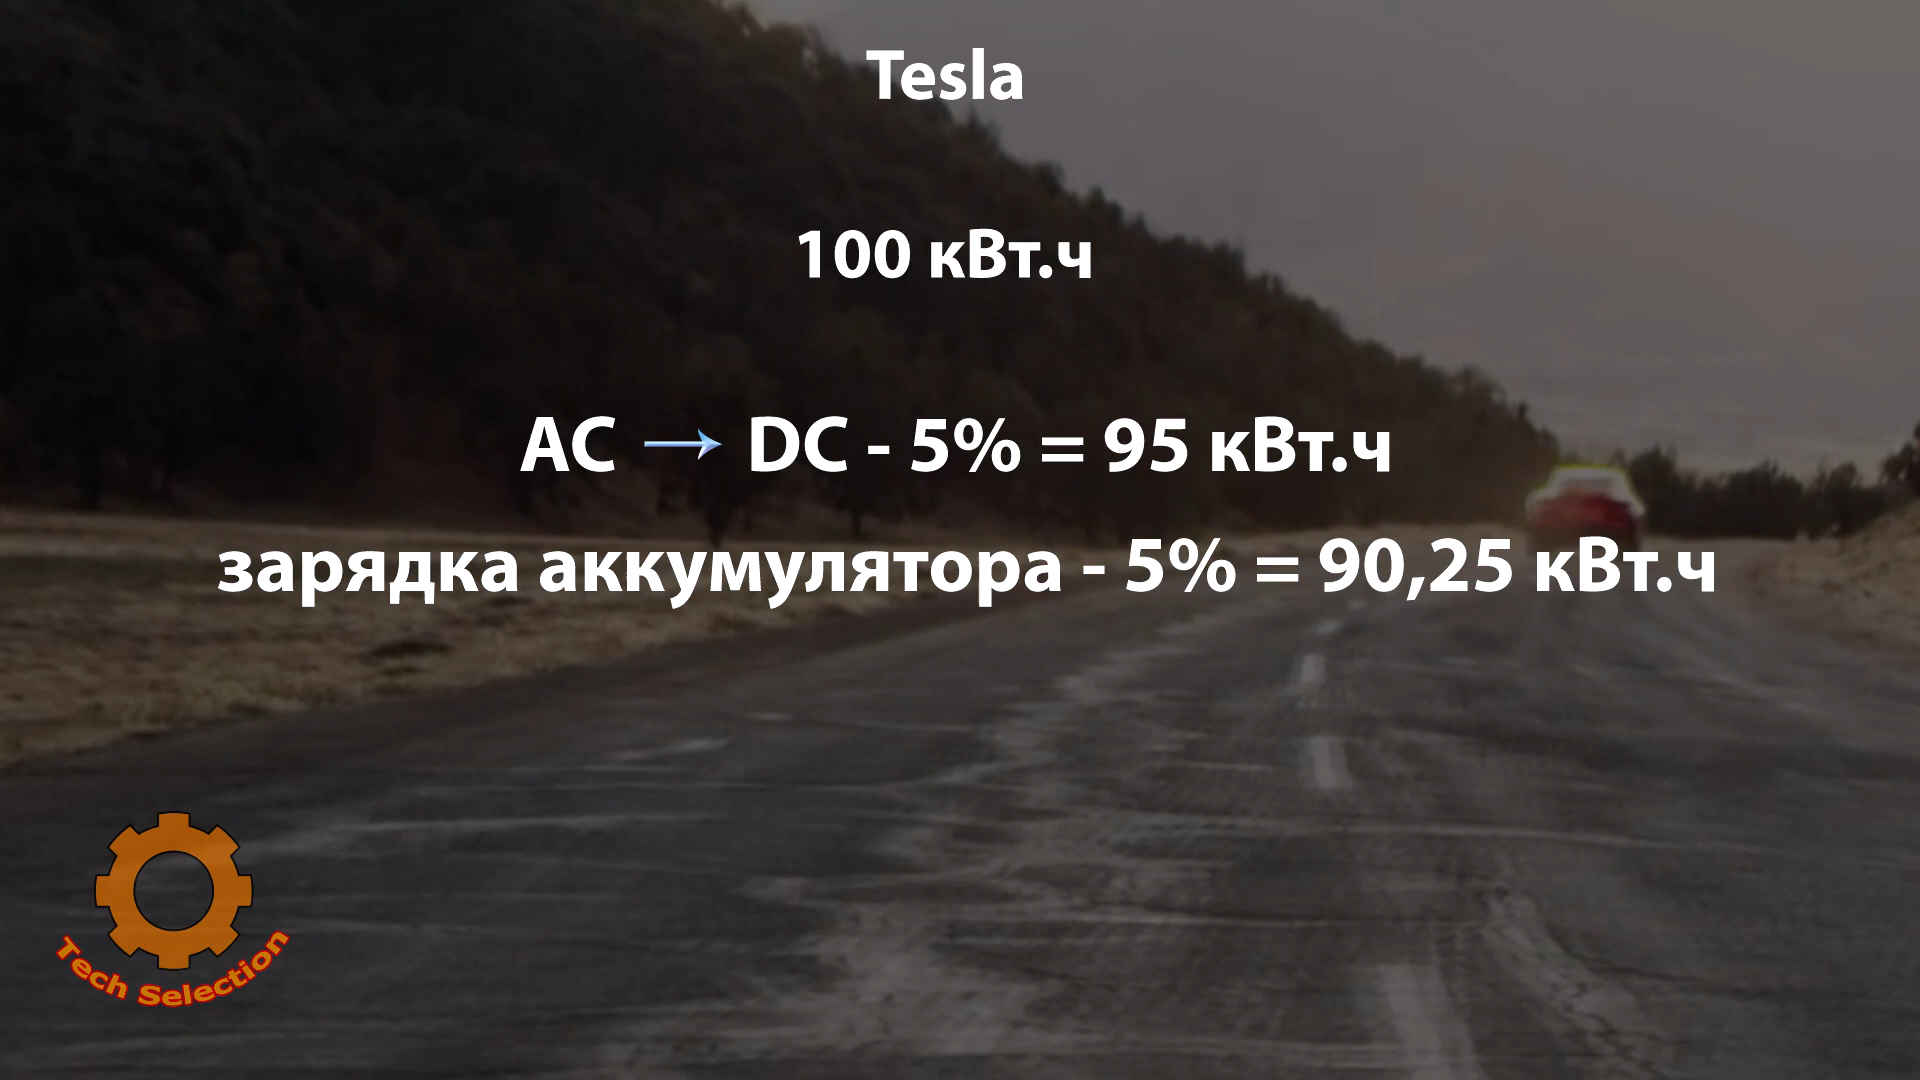 Tesla
100 кВт.ч
AC → DC - 5% = 95 кВт.ч
зарядка аккумулятора - 5% = 90,25 кВт.ч
Tech Selection